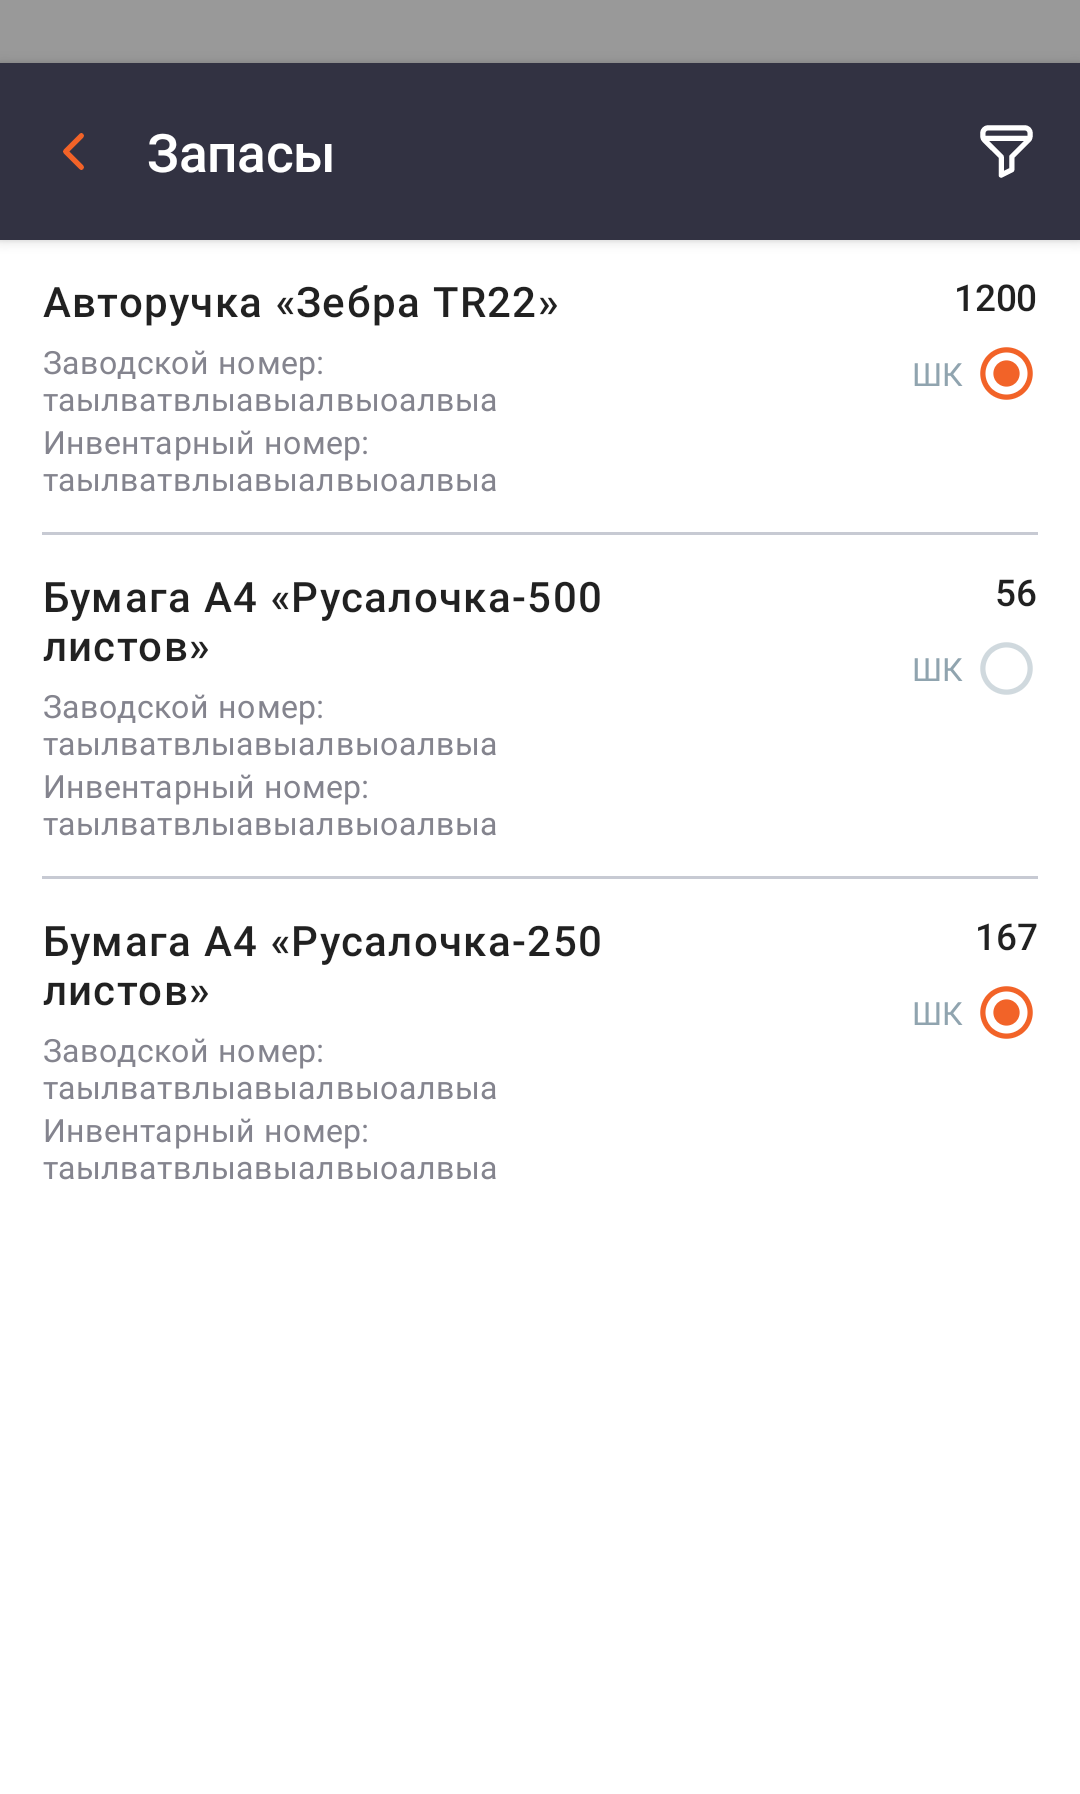 Запасы
Авторучка «Зебра TR22»
1200
Заводской номер:
таылватвлыавыалвыоалвыа
ШК
Инвентарный номер:
таылватвлыавыалвыоалвыа
Бумага А4 «Русалочка-500
листов»
56
ШК
Заводской номер:
таылватвлыавыалвыоалвыа
Инвентарный номер:
таылватвлыавыалвыоалвыа
Бумага А4 «Русалочка-250
листов»
167
ШК
Заводской номер:
таылватвлыавыалвыоалвыа
Инвентарный номер:
таылватвлыавыалвыоалвыа